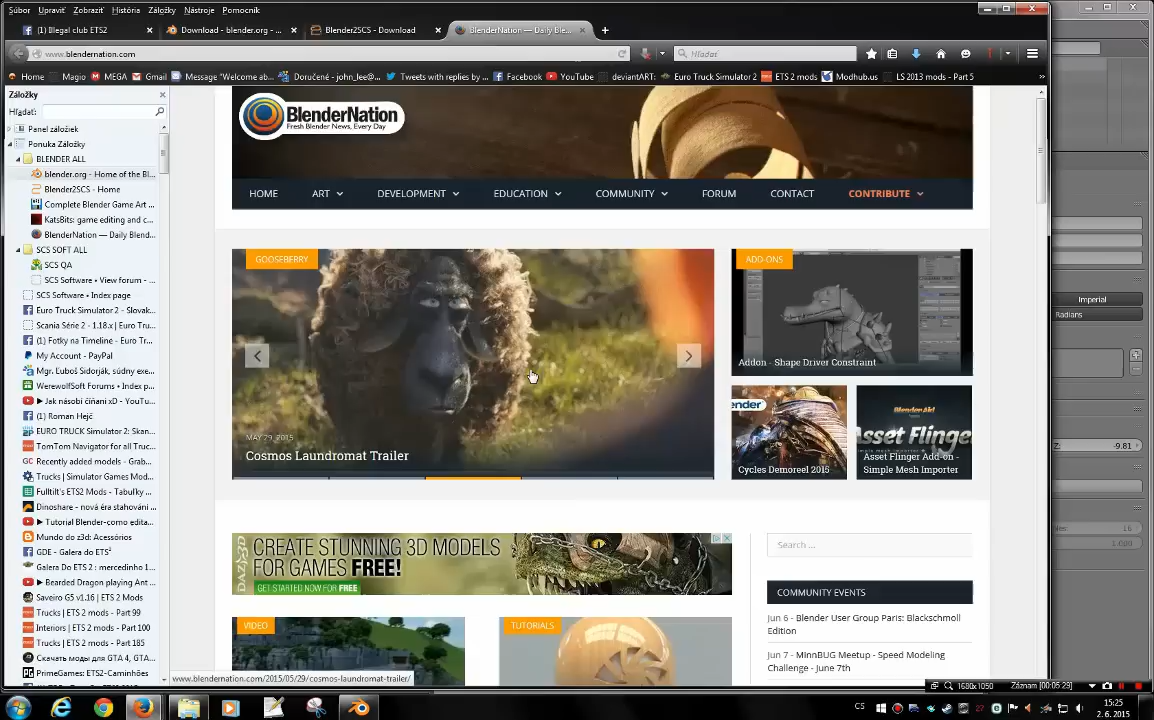 Súbor Upraviť Zobraziť História Záložky Nástroje Pomocník
(1) Illegal club ETS2 × Download - blender.org - ... × Blender2SCS - Download × BlenderNation — Daily Ble... × +
www.blendernation.com Hľadať
Home Magio MEGA Gmail Message "Welcome ab... Doručené - john_lee@... Tweets with replies by ... Facebook YouTube deviantART: Euro Truck Simulator 2 ETS 2 mods Modhub.us LS 2013 mods - Part 5 »
Záložky ×
Hľadať:
Panel záložiek
Ponuka Záložky
BLENDER ALL
blender.org - Home of the Bl...
Blender2SCS - Home
Complete Blender Game Art ...
KatsBits: game editing and c...
BlenderNation — Daily Blend...
SCS SOFT ALL
SCS QA
SCS Software • View forum - ...
SCS Software • Index page
Euro Truck Simulator 2 - Slovak...
Scania Série 2 - 1.18.x | Euro Tru...
(1) Fotky na Timeline - Euro Tr...
My Account - PayPal
Mgr. Ľuboš Sidorják, súdny exe...
WerewolfSoft Forums • Index p...
▶ Jak násobí číňani xD - YouTu...
(1) Roman Hejč
EURO TRUCK Simulator 2: Skan...
TomTom Navigator for all Truc...
Recently added models - Grab...
Trucks | Simulator Games Mod...
Fulltilt's ETS2 Mods - Tabuľky ...
Dinoshare - nová éra stahování ...
▶ Tutorial Blender-como edita...
Mundo do z3d: Acessórios
GDE - Galera do ETS²
Galera Do ETS 2 : mercedinho 1...
▶ Bearded Dragon playing Ant ...
Saveiro G5 v1.16 | ETS 2 Mods
Trucks | ETS 2 mods - Part 99
Interiors | ETS 2 mods - Part 100
Trucks | ETS 2 mods - Part 185
Скачать моды для GTA 4, GTA...
PrimeGames: ETS2-Caminhões
BlenderNation
Fresh Blender News, Every Day
HOME ART DEVELOPMENT EDUCATION COMMUNITY FORUM CONTACT CONTRIBUTE
GOOSEBERRY
MAY 29, 2015
Cosmos Laundromat Trailer
ADD-ONS
Addon - Shape Driver Constraint
ender
Cycles Demoreel 2015
BlenderAid
Asset Flinger
Asset Flinger Add-on -
Simple Mesh Importer
DAZ3D
CREATE STUNNING 3D MODELS
FOR GAMES FREE!
GET STARTED NOW FOR FREE
Search ...
COMMUNITY EVENTS
Jun 6 - Blender User Group Paris: Blackschmoll
Edition
Jun 7 - MinnBUG Meetup - Speed Modeling
Challenge - June 7th
VIDEO
TUTORIALS
www.blendernation.com/2015/05/29/cosmos-laundromat-trailer/
Imperial
Radians
Z: -9.81
16
1.000
1680x1050 Záznam [00:05:29]
CS
15:25
2. 6. 2015